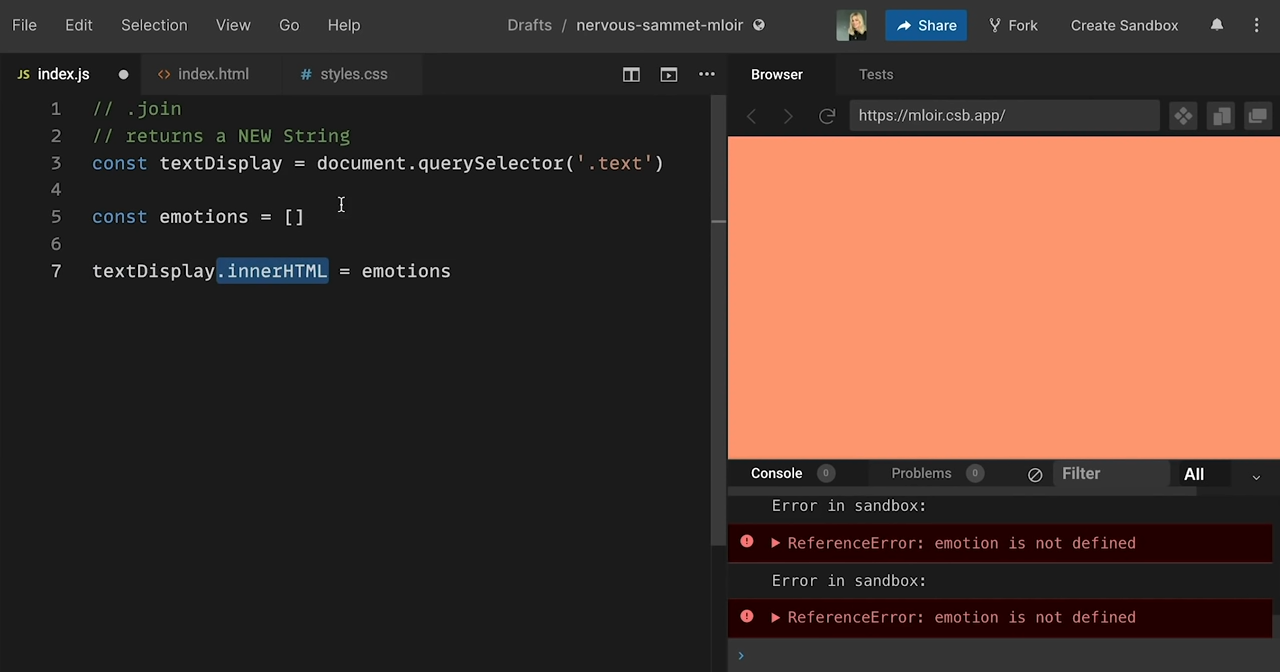 File Edit Selection View Go Help Drafts / nervous-sammet-mloir Share Fork Create Sandbox
JS index.js <> index.html # styles.css Browser Tests
https://mloir.csb.app/
1 // .join
2 // returns a NEW String
3 const textDisplay = document.querySelector('.text')
4
5 const emotions = []
6
7 textDisplay.innerHTML = emotions
Console 0 Problems 0 Filter All
Error in sandbox:
ReferenceError: emotion is not defined
Error in sandbox:
ReferenceError: emotion is not defined